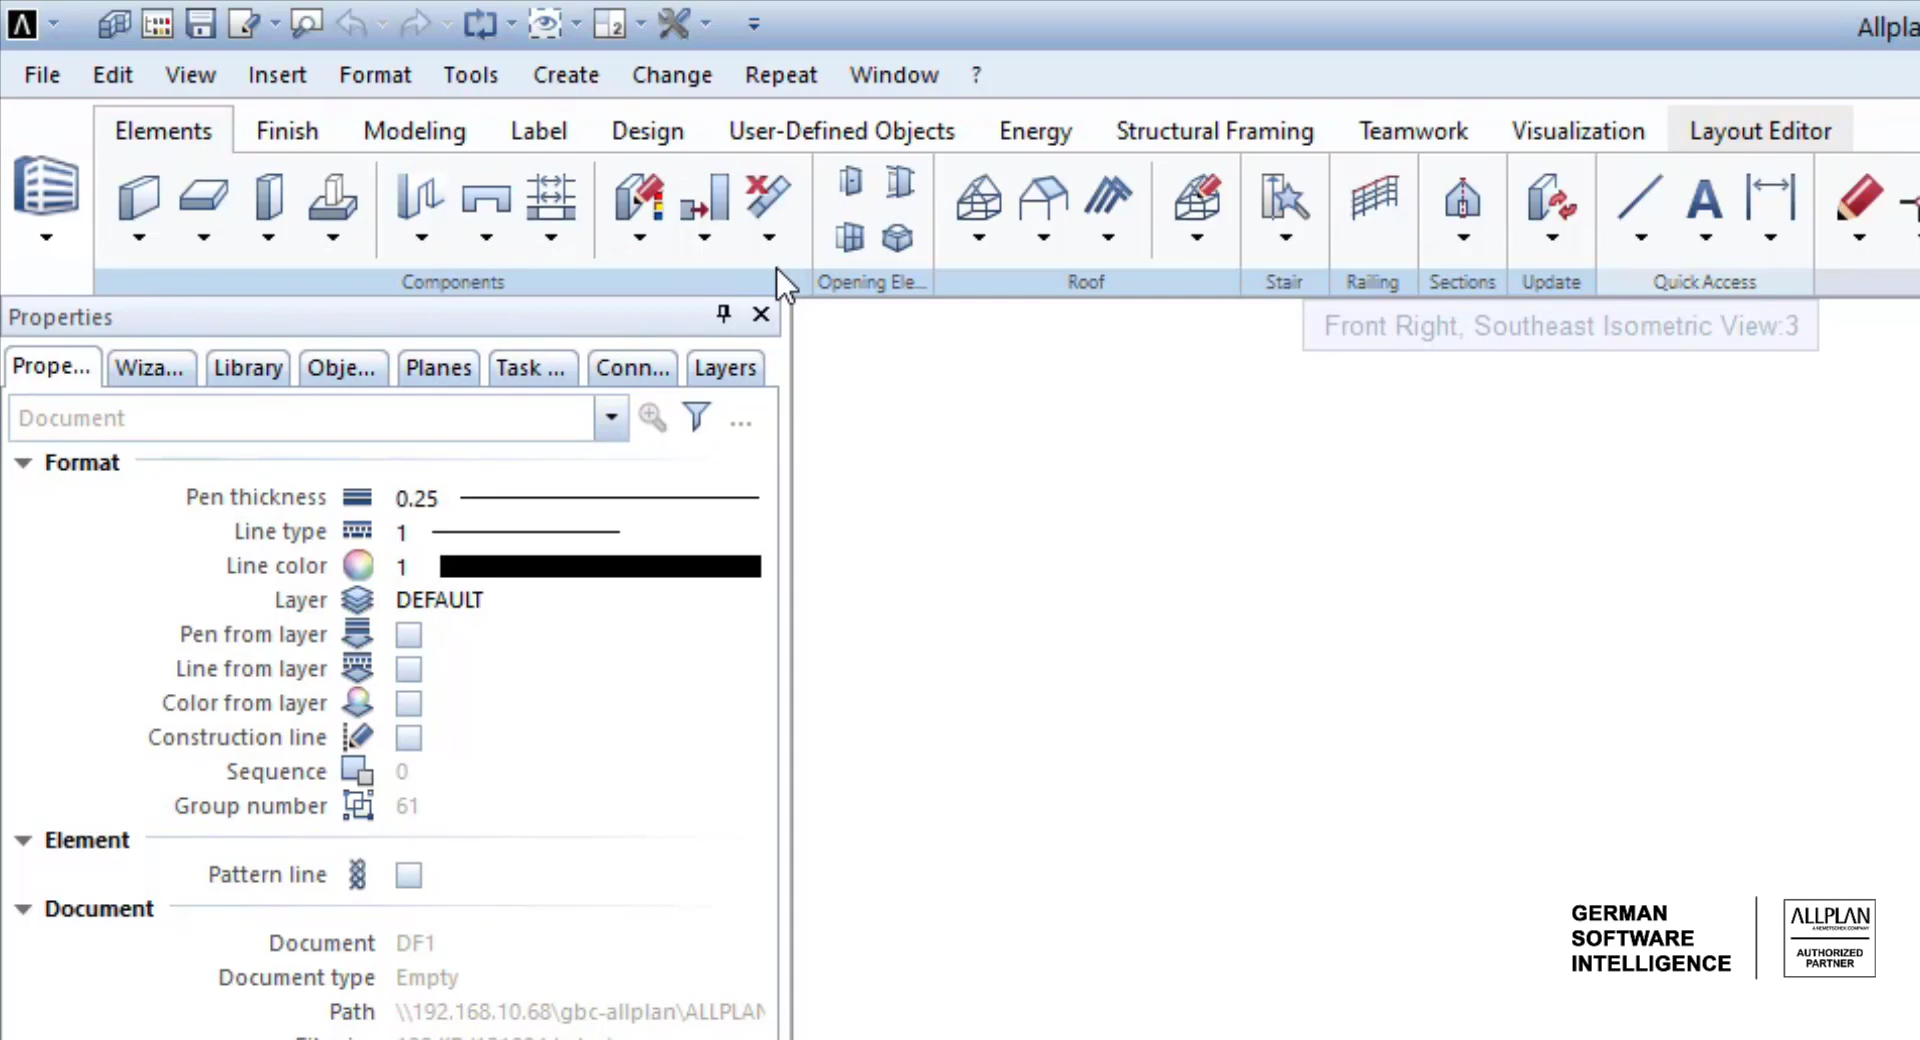 Λ
2
Allpla
File Edit View Insert Format Tools Create Change Repeat Window ?
Elements Finish Modeling Label Design User-Defined Objects Energy Structural Framing Teamwork Visualization Layout Editor
A
Components Opening Ele... Roof Stair Railing Sections Update Quick Access
Properties
Front Right, Southeast Isometric View:3
Prope... Wiza... Library Obje... Planes Task ... Conn... Layers
Document ...
Format
Pen thickness 0.25
Line type 1
Line color 1
Layer DEFAULT
Pen from layer
Line from layer
Color from layer
Construction line
Sequence 0
Group number 61
Element
Pattern line
Document
Document DF1
Document type Empty
Path \\192.168.10.68\gbc-allplan\ALLPLAN
GERMAN
SOFTWARE
INTELLIGENCE
ALLPLAN
A NEMETSCHEK COMPANY
AUTHORIZED
PARTNER